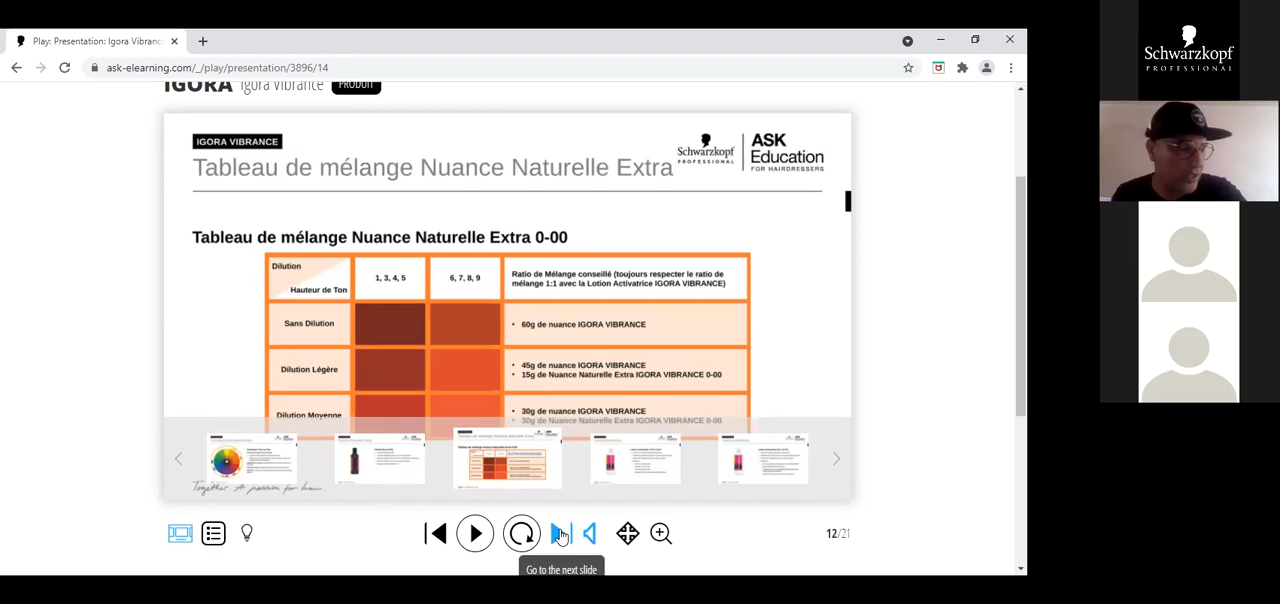 Play: Presentation: Igora Vibrance
ask-elearning.com/_/play/presentation/3896/14
IGORA Igora Vibrance PRODUIT
IGORA VIBRANCE
Tableau de mélange Nuance Naturelle Extra
Schwarzkopf
PROFESSIONAL
ASK
Education
FOR HAIRDRESSERS
Tableau de mélange Nuance Naturelle Extra 0-00
Dilution
Hauteur de Ton
1, 3, 4, 5
6, 7, 8, 9
Ratio de Mélange conseillé (toujours respecter le ratio de
mélange 1:1 avec la Lotion Activatrice IGORA VIBRANCE)
Sans Dilution
• 60g de nuance IGORA VIBRANCE
Dilution Légère
• 45g de nuance IGORA VIBRANCE
• 15g de Nuance Naturelle Extra IGORA VIBRANCE 0-00
Dilution Moyenne
• 30g de nuance IGORA VIBRANCE
• 30g de Nuance Naturelle Extra IGORA VIBRANCE 0-00
Together. A passion for hair.
12/21
Go to the next slide
Schwarzkopf
PROFESSIONAL